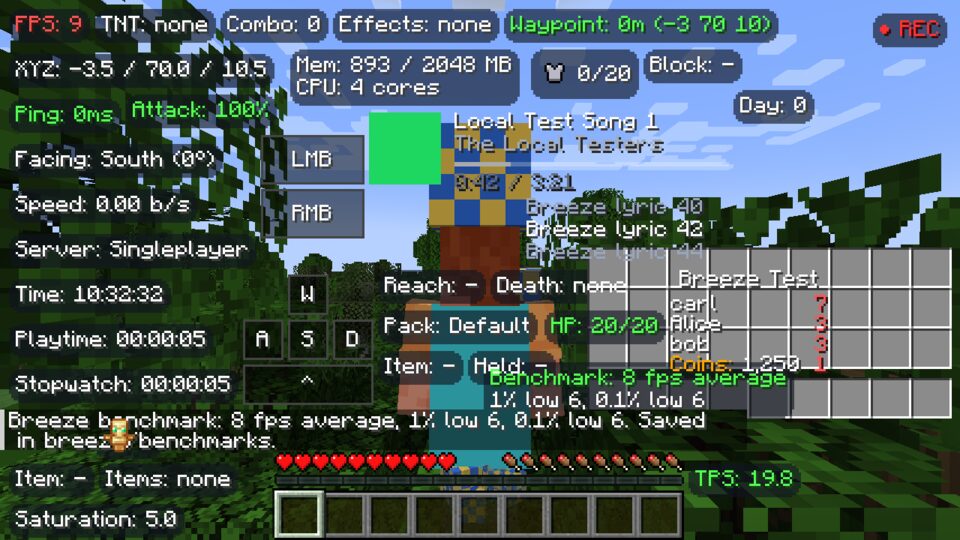 FPS: 9 TNT: none Combo: 0 Effects: none Waypoint: 0m (-3 70 10)
REC
XYZ: -3.5 / 70.0 / 10.5
Mem: 893 / 2048 MB
CPU: 4 cores
0/20
Block: -
Day: 0
Ping: 0ms
Attack: 100%
Local Test Song 1
The Local Testers
0:42 / 3:21
Facing: South (0°)
LMB
Speed: 0.00 b/s
RMB
Breeze lyric 40
Breeze lyric 42
Breeze lyric 44
Server: Singleplayer
Breeze Test
Time: 10:32:32
W
Reach: - Death: none
carl 7
Alice 3
bob 3
Coins: 1,250 1
Playtime: 00:00:05
A S D
Pack: Default HP: 20/20
Item: - Held: -
Stopwatch: 00:00:05
^
Benchmark: 8 fps average
1% low 6, 0.1% low 6
Breeze benchmark: 8 fps average, 1% low 6, 0.1% low 6. Saved
in breeze benchmarks.
Item: - Items: none
TPS: 19.8
Saturation: 5.0